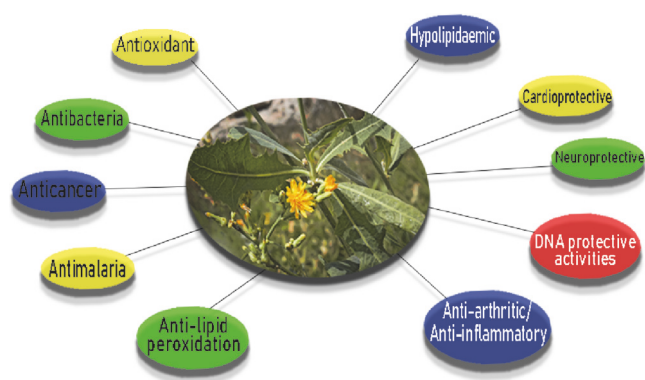 Antioxidant
Hypolipidaemic
Cardioprotective
Antibacteria
Neuroprotective
Anticancer
DNA protective
activities
Antimalaria
Anti-arthritic/
Anti-inflammatory
Anti-lipid
peroxidation